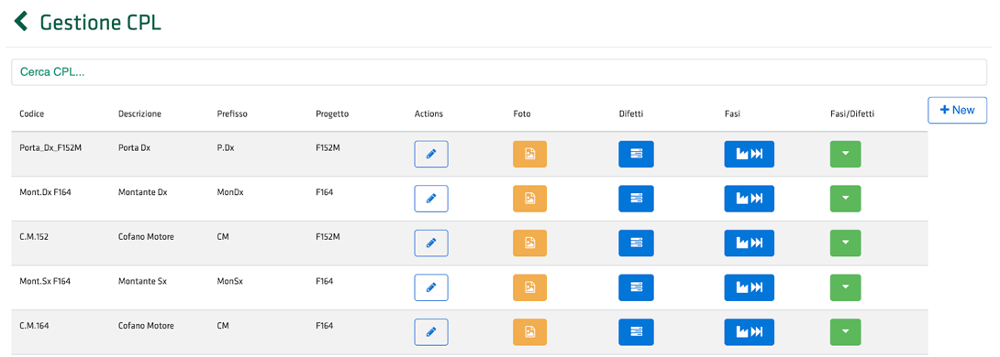 Gestione CPL
Cerca CPL...
Codice Descrizione Prefisso Progetto Actions Foto Difetti Fasi Fasi/Difetti New
Porta_Dx_F152M Porta Dx P.Dx F152M
Mont.Dx F164 Montante Dx MonDx F164
C.M.152 Cofano Motore CM F152M
Mont.Sx F164 Montante Sx MonSx F164
C.M.164 Cofano Motore CM F164